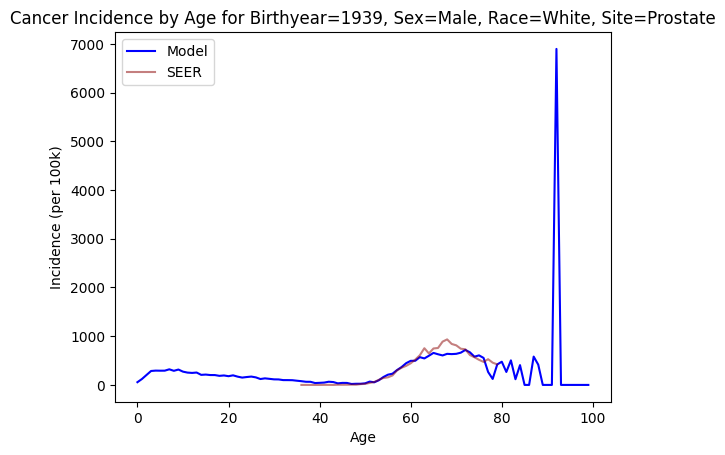 Cancer Incidence by Age for Birthyear=1939, Sex=Male, Race=White, Site=Prostate
Model
SEER
Incidence (per 100k)
7000
6000
5000
4000
3000
2000
1000
0
0 20 40 60 80 100
Age